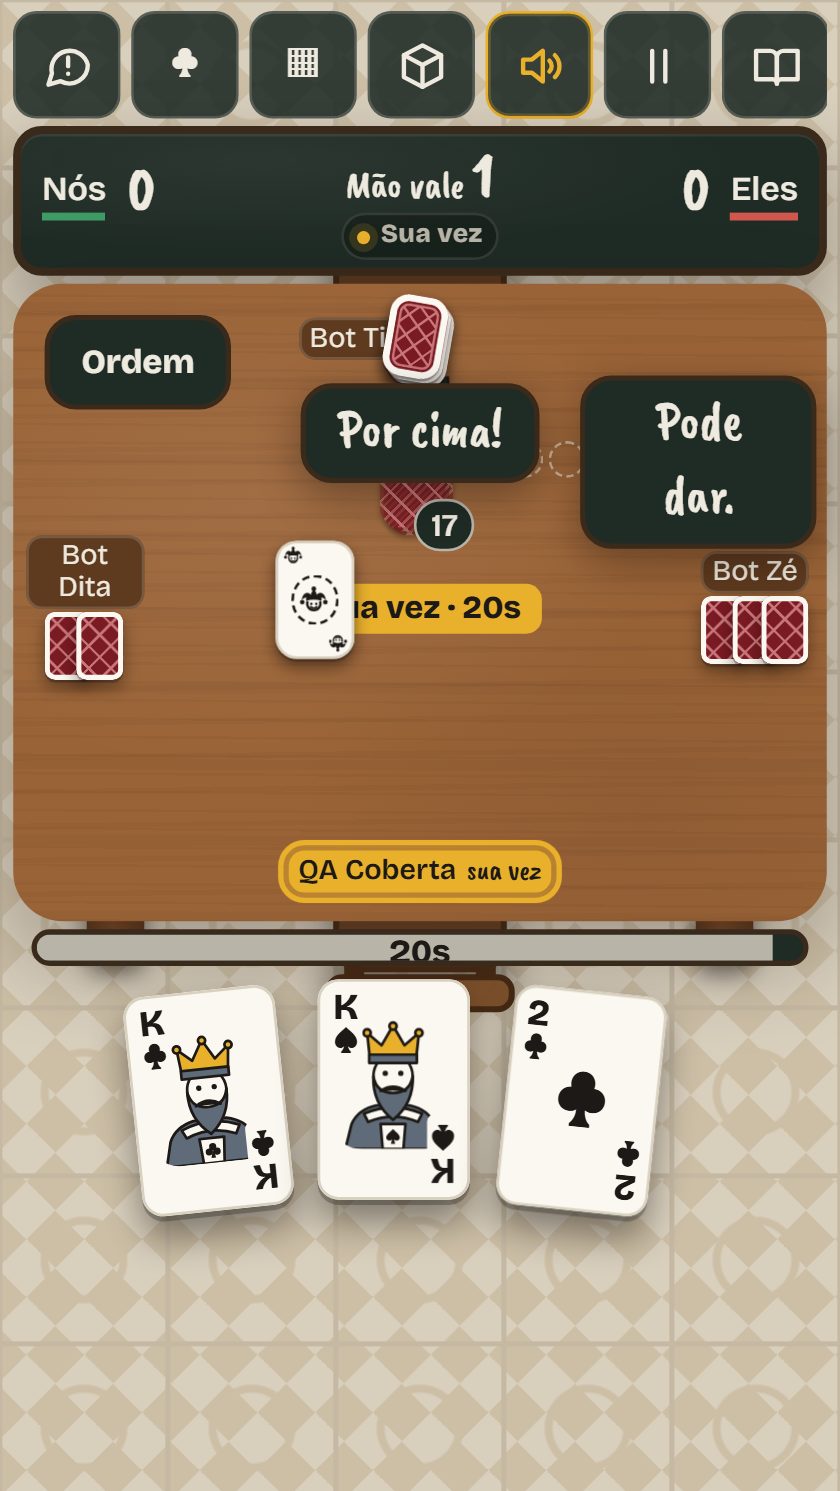 Nós 0
Mão vale 1
0 Eles
Sua vez
Ordem
Bot
Por cima!
Pode
dar.
17
Bot
Dita
vez · 20s
Bot Zé
QA Coberta sua vez
20s
K
K
K
K
2
2